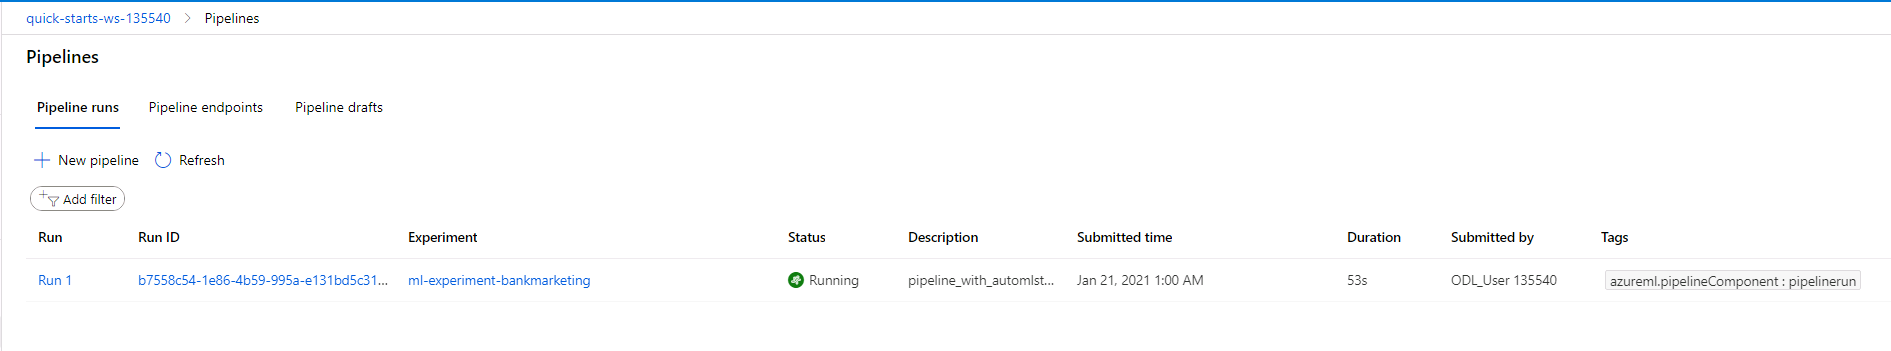 quick-starts-ws-135540 > Pipelines
Pipelines
Pipeline runs Pipeline endpoints Pipeline drafts
New pipeline Refresh
Add filter
Run Run ID Experiment Status Description Submitted time Duration Submitted by Tags
Run 1 b7558c54-1e86-4b59-995a-e131bd5c31... ml-experiment-bankmarketing Running pipeline_with_automlst... Jan 21, 2021 1:00 AM 53s ODL_User 135540 azureml.pipelineComponent : pipelinerun